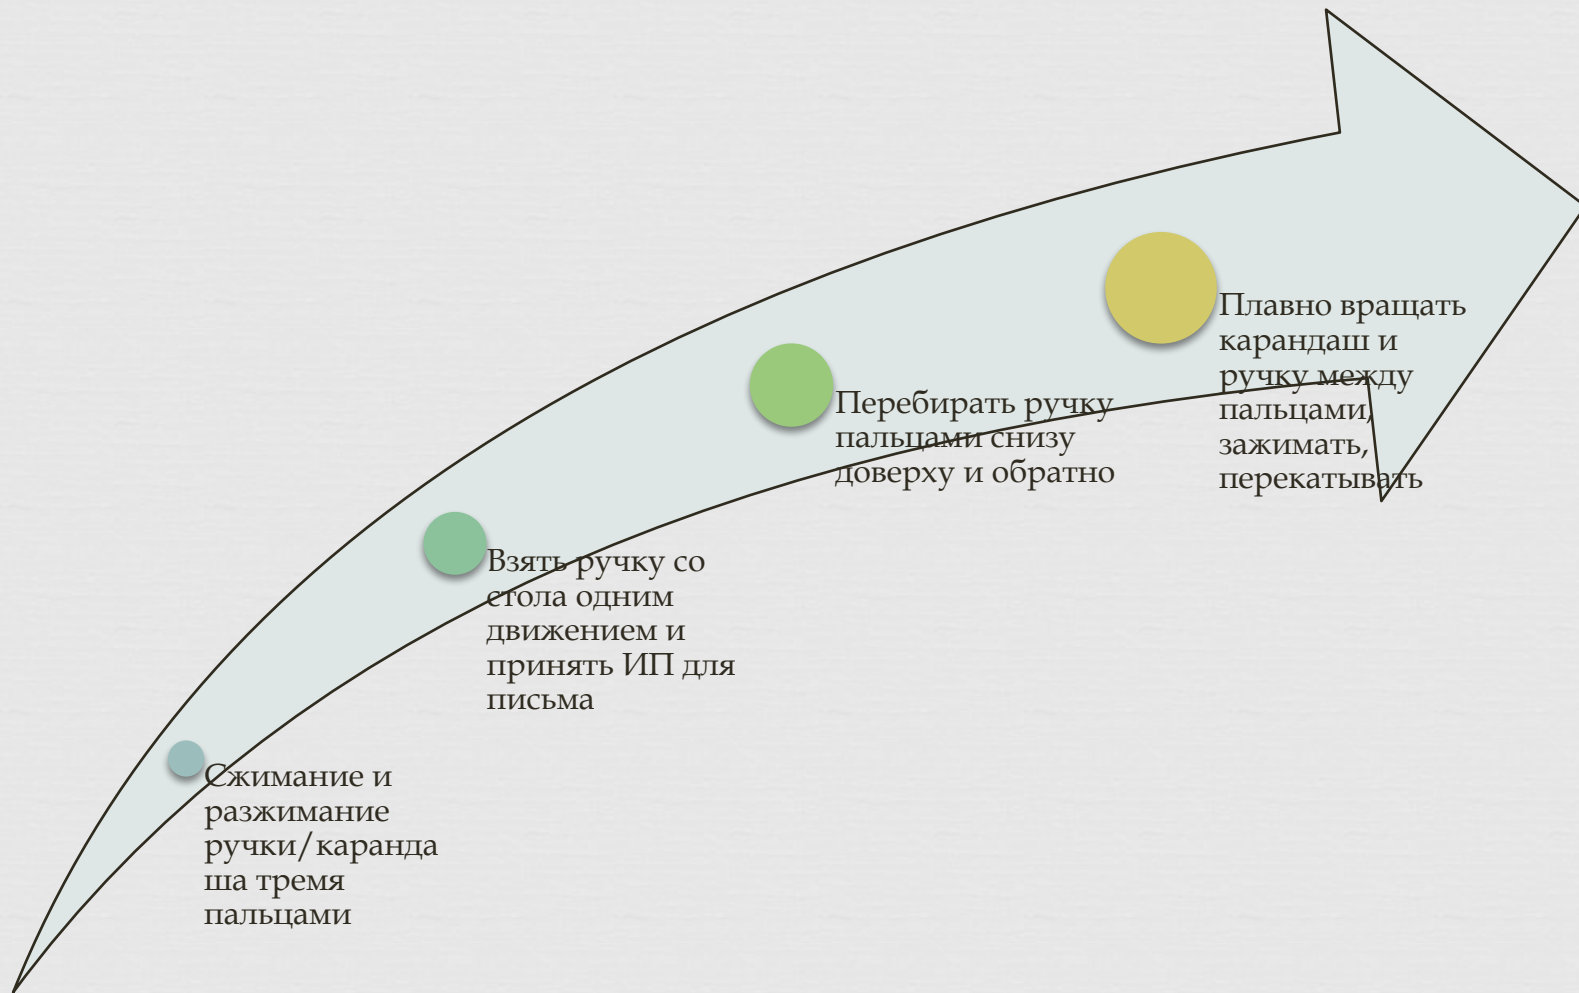 Сжимание и
разжимание
ручки/каранда
ша тремя
пальцами
Взять ручку со
стола одним
движением и
принять ИП для
письма
Перебирать ручку
пальцами снизу
доверху и обратно
Плавно вращать
карандаш и
ручку между
пальцами,
зажимать,
перекатывать